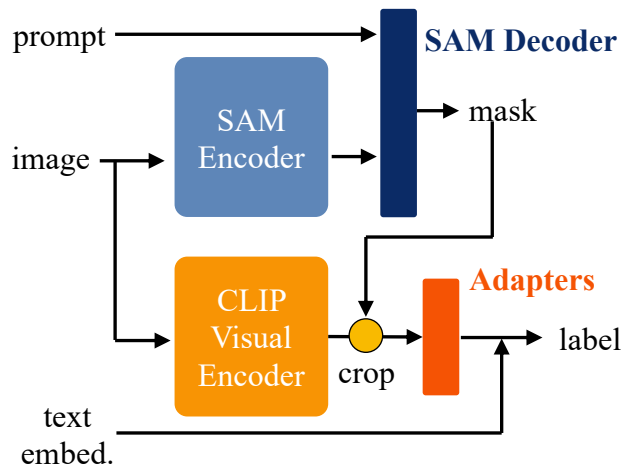 prompt
SAM Decoder
SAM
Encoder
mask
image
CLIP
Visual
Encoder
Adapters
crop
label
text
embed.